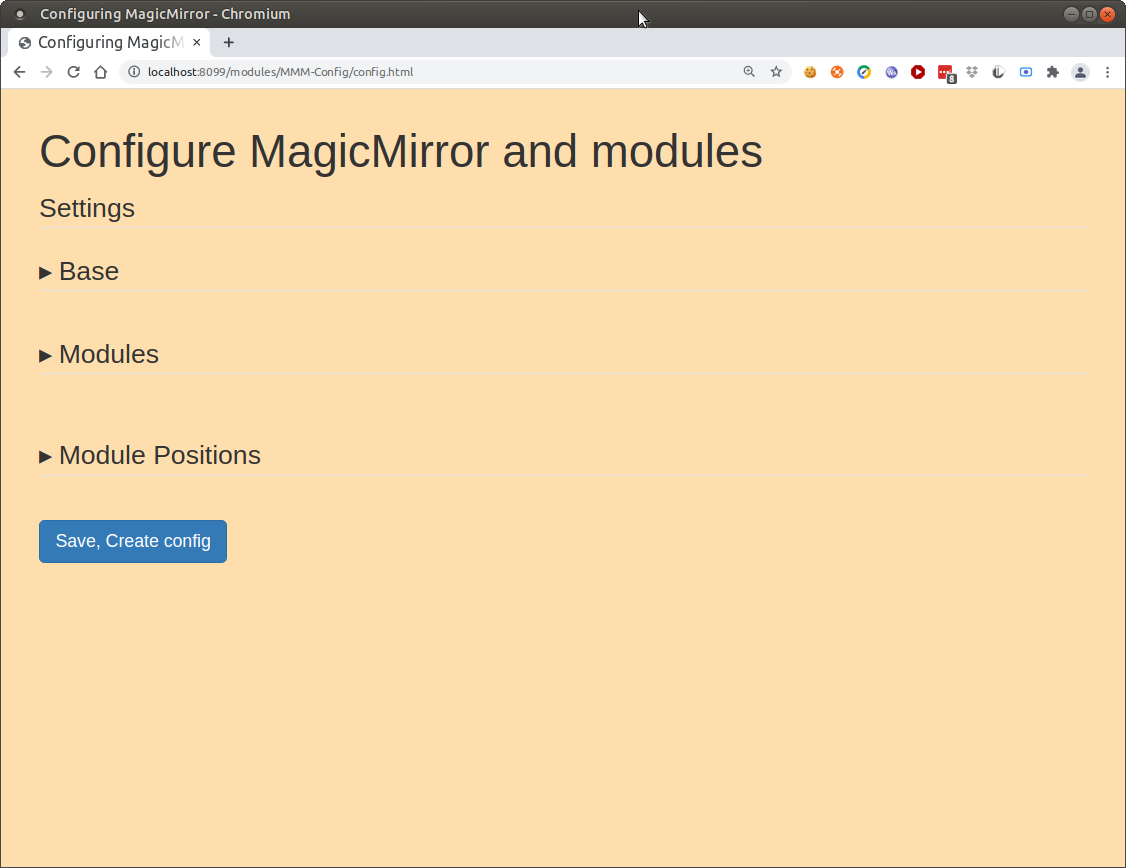 Configuring MagicMirror - Chromium
Configuring MagicM
localhost:8099/modules/MMM-Config/config.html
8
Configure MagicMirror and modules
Settings
Base
Modules
Module Positions
Save, Create config